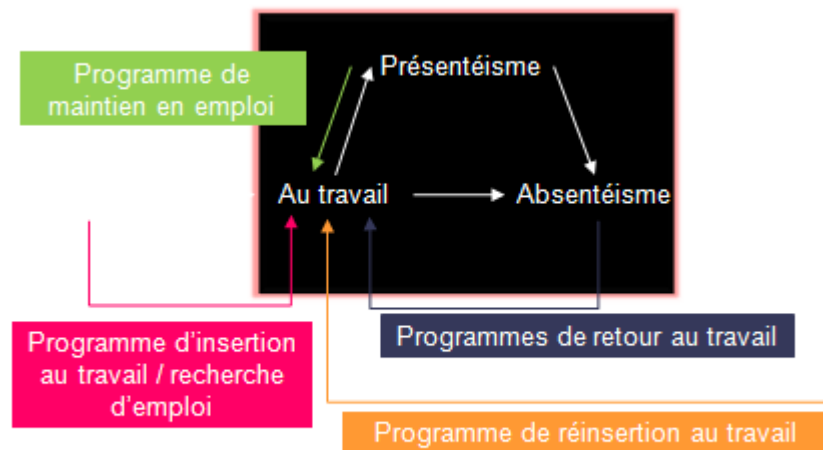 Programme de
maintien en emploi
Présentéisme
Au travail
Absentéisme
Programme d'insertion
au travail / recherche
d'emploi
Programmes de retour au travail
Programme de réinsertion au travail